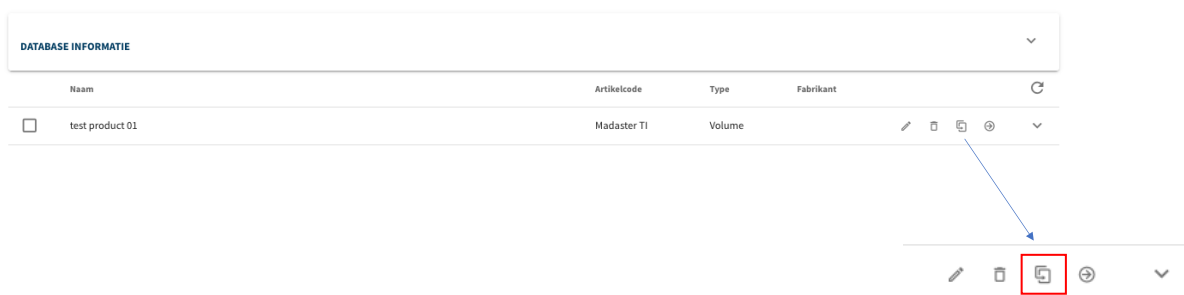 DATABASE INFORMATIE
Naam Artikelcode Type Fabrikant
test product 01 Madaster TI Volume